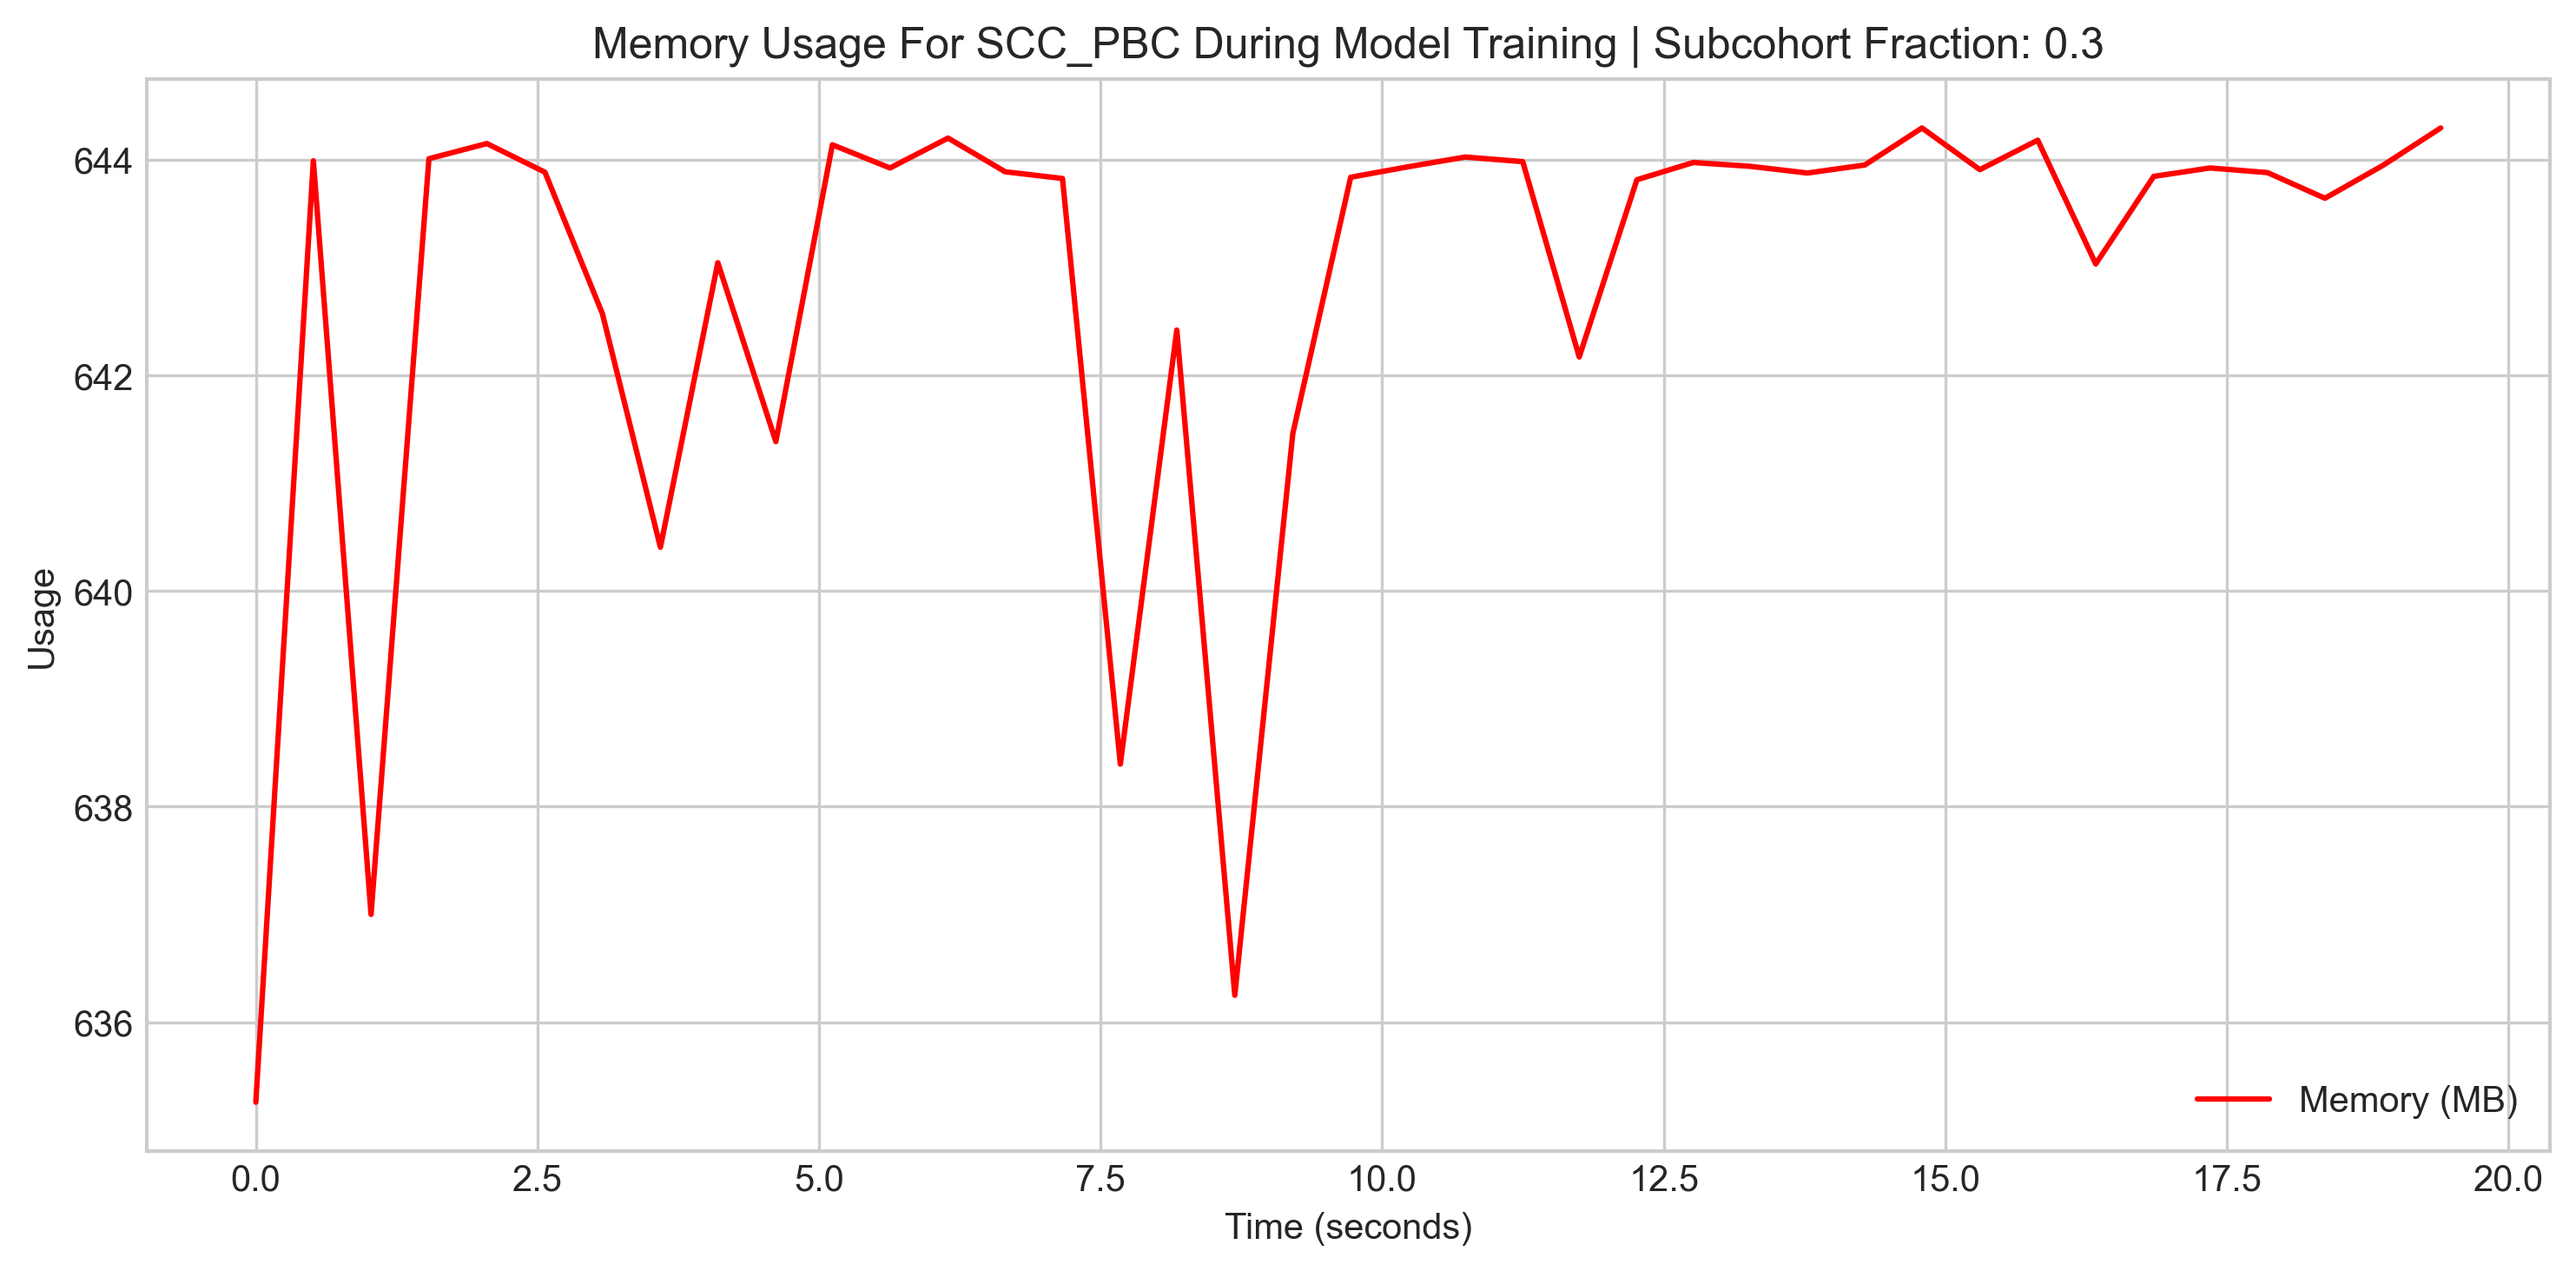 Memory Usage For SCC_PBC During Model Training | Subcohort Fraction: 0.3
Usage
644
642
640
638
636
Memory (MB)
0.0 2.5 5.0 7.5 10.0 12.5 15.0 17.5 20.0
Time (seconds)